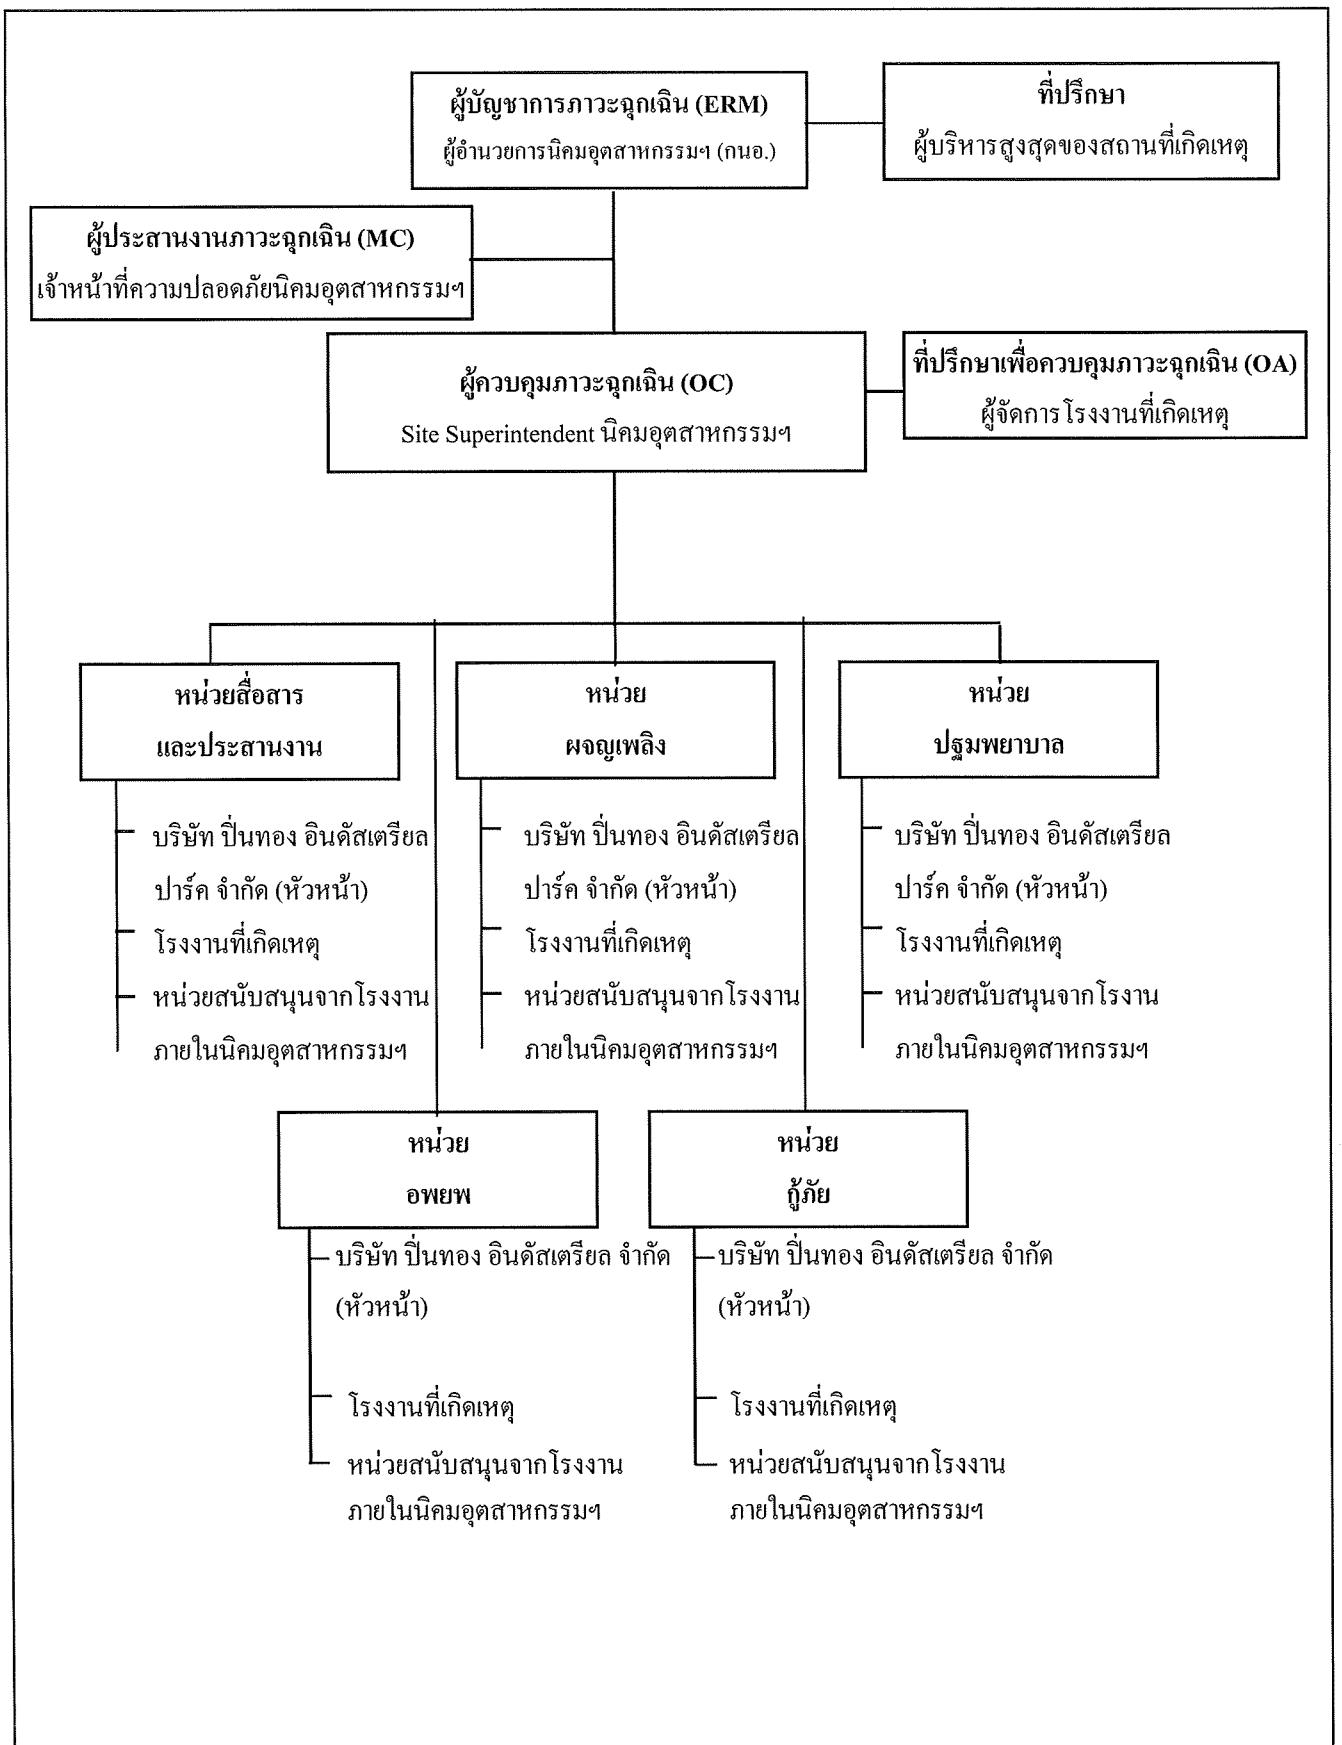 ผู้บัญชาการภาวะฉุกเฉิน (ERM)
ผู้อำนวยการนิคมอุตสาหกรรมฯ (กนอ.)
ที่ปรึกษา
ผู้บริหารสูงสุดของสถานที่เกิดเหตุ
ผู้ประสานงานภาวะฉุกเฉิน (MC)
เจ้าหน้าที่ความปลอดภัยนิคมอุตสาหกรรมฯ
ผู้ควบคุมภาวะฉุกเฉิน (OC)
Site Superintendent นิคมอุตสาหกรรมฯ
ที่ปรึกษาเพื่อควบคุมภาวะฉุกเฉิน (OA)
ผู้จัดการโรงงานที่เกิดเหตุ
หน่วยสื่อสาร
และประสานงาน
บริษัท ปิ่นทอง อินดัสเตรียล
ปาร์ค จำกัด (หัวหน้า)
โรงงานที่เกิดเหตุ
หน่วยสนับสนุนจากโรงงาน
ภายในนิคมอุตสาหกรรมฯ
หน่วย
ผจญเพลิง
บริษัท ปิ่นทอง อินดัสเตรียล
ปาร์ค จำกัด (หัวหน้า)
โรงงานที่เกิดเหตุ
หน่วยสนับสนุนจากโรงงาน
ภายในนิคมอุตสาหกรรมฯ
หน่วย
ปฐมพยาบาล
บริษัท ปิ่นทอง อินดัสเตรียล
ปาร์ค จำกัด (หัวหน้า)
โรงงานที่เกิดเหตุ
หน่วยสนับสนุนจากโรงาน
ภายในนิคมอุตสาหกรรมฯ
หน่วย
อพยพ
บริษัท ปิ่นทอง อินดัสเตรียล จำกัด
(หัวหน้า)
โรงงานที่เกิดเหตุ
หน่วยสนับสนุนจากโรงงาน
ภายในนิคมอุตสาหกรรมฯ
หน่วย
กู้ภัย
บริษัท ปิ่นทอง อินดัสเตรียล จำกัด
(หัวหน้า)
โรงงานที่เกิดเหตุ
หน่วยสนับสนุนจากโรงงาน
ภายในนิคมอุตสาหกรรมฯ